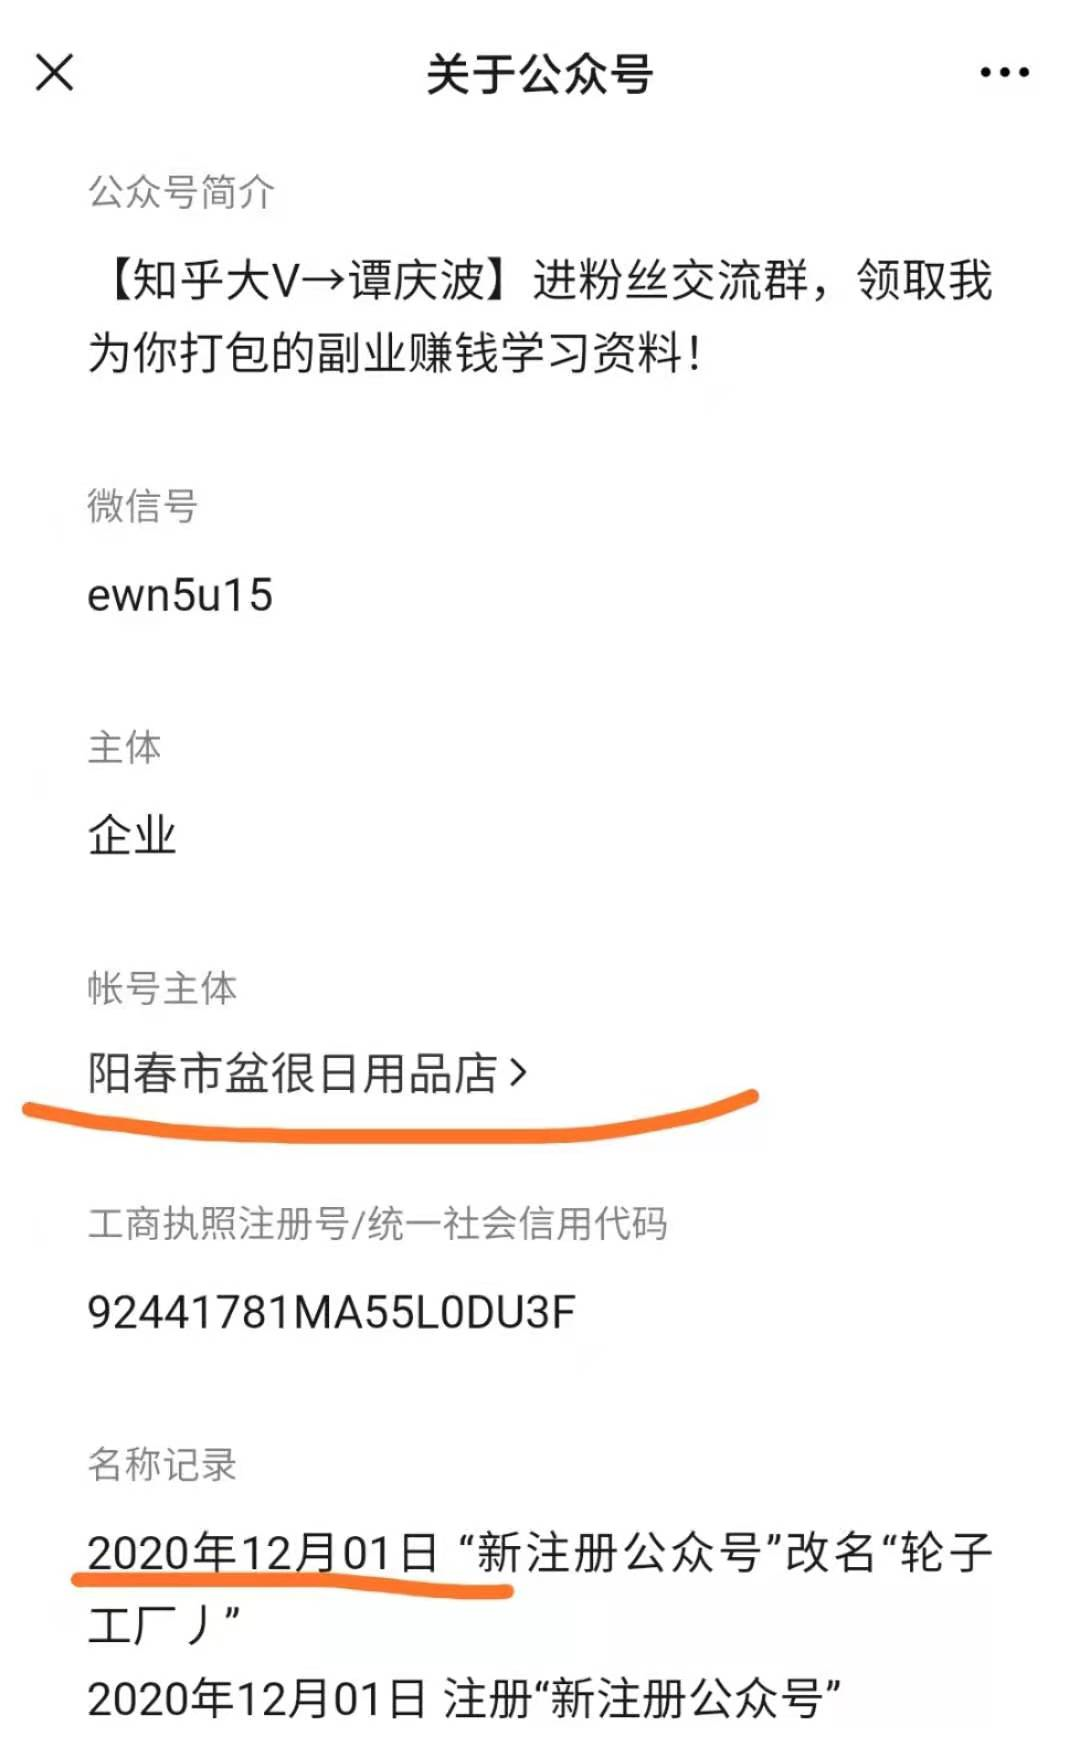 关于公众号
公众号简介
【知乎大V→谭庆波】进粉丝交流群，领取我
为你打包的副业赚钱学习资料！
微信号
ewn5u15
主体
企业
帐号主体
阳春市盆很日用品店>
工商执照注册号/统一社会信用代码
92441781MA55L0DU3F
名称记录
2020年12月01日 “新注册公众号”改名“轮子
工厂丿”
2020年12月01日 注册“新注册公众号”